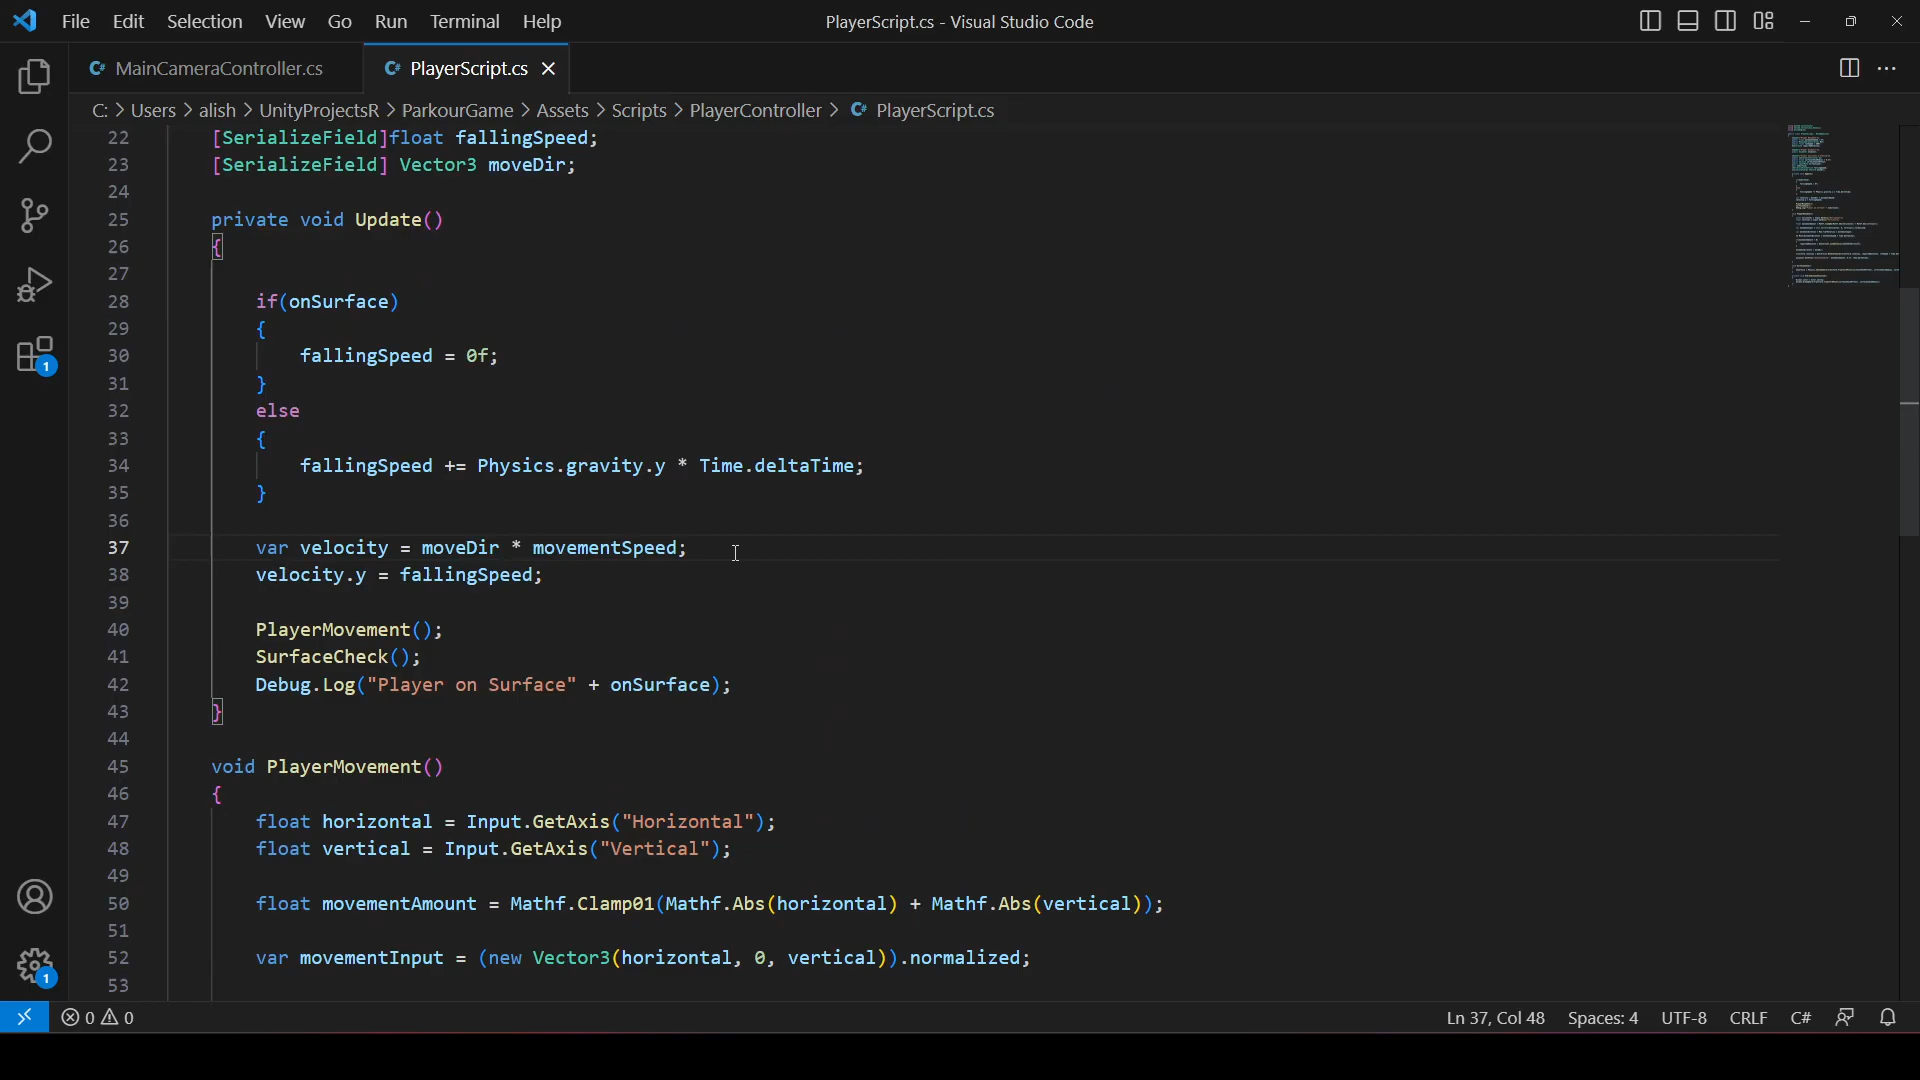 File Edit Selection View Go Run Terminal Help PlayerScript.cs - Visual Studio Code
C# MainCameraController.cs C# PlayerScript.cs
C: > Users > alish > UnityProjectsR > ParkourGame > Assets > Scripts > PlayerController > C# PlayerScript.cs
22 [SerializeField]float fallingSpeed;
23 [SerializeField] Vector3 moveDir;
24
25 private void Update()
26 {
27
28 if(onSurface)
29 {
30 fallingSpeed = 0f;
31 }
32 else
33 {
34 fallingSpeed += Physics.gravity.y * Time.deltaTime;
35 }
36
37 var velocity = moveDir * movementSpeed;
38 velocity.y = fallingSpeed;
39
40 PlayerMovement();
41 SurfaceCheck();
42 Debug.Log("Player on Surface" + onSurface);
43 }
44
45 void PlayerMovement()
46 {
47 float horizontal = Input.GetAxis("Horizontal");
48 float vertical = Input.GetAxis("Vertical");
49
50 float movementAmount = Mathf.Clamp01(Mathf.Abs(horizontal) + Mathf.Abs(vertical));
51
52 var movementInput = (new Vector3(horizontal, 0, vertical)).normalized;
53
1
1
0 0 Ln 37, Col 48 Spaces: 4 UTF-8 CRLF C#